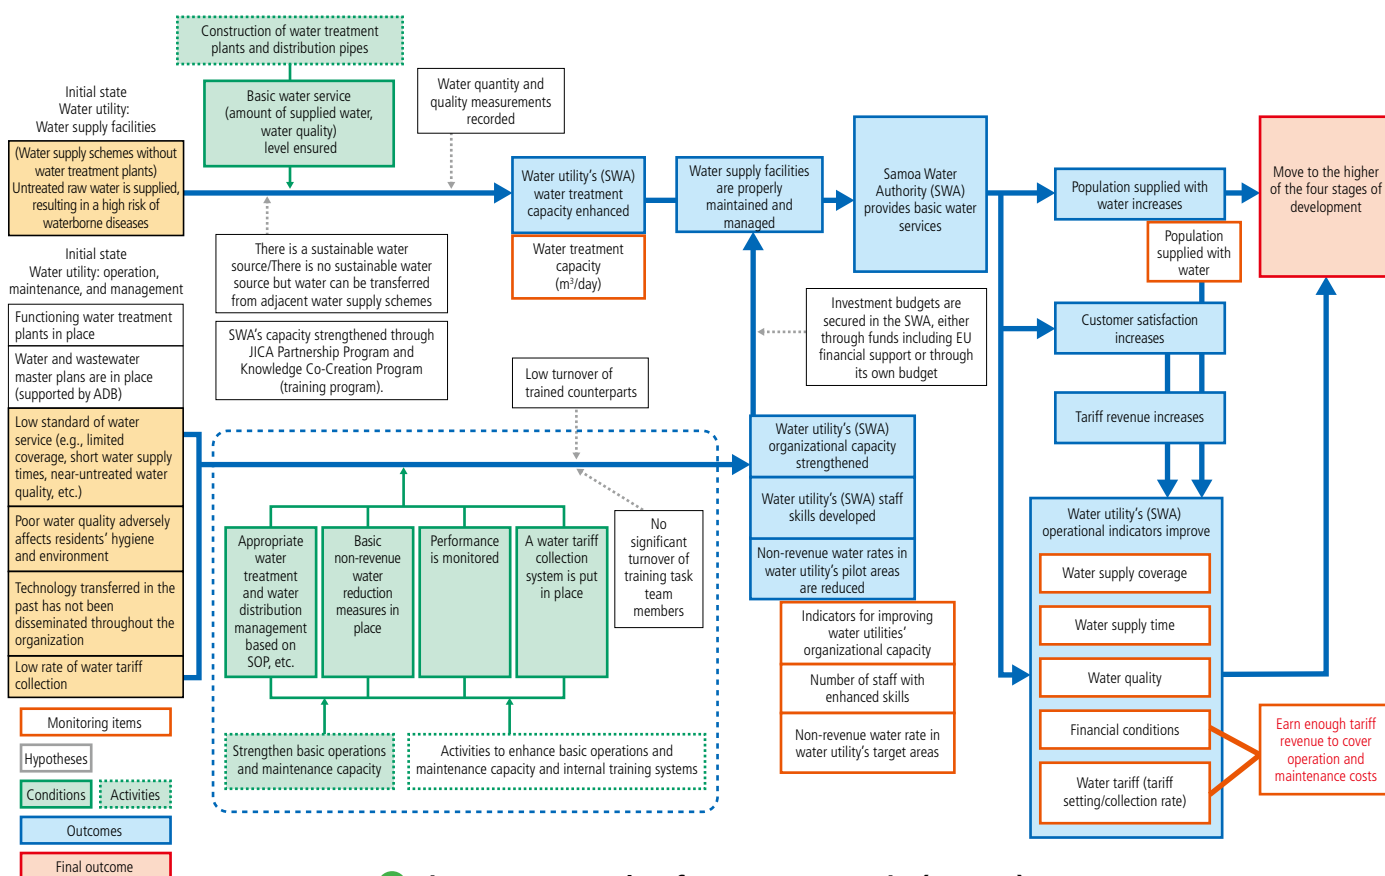 Construction of water treatment
plants and distribution pipes
Initial state
Water utility:
Water supply facilities
Basic water service
(amount of supplied water,
water quality)
level ensured
Water quantity and
quality measurements
recorded
(Water supply schemes without
water treatment plants)
Untreated raw water is supplied,
resulting in a high risk of
waterborne diseases
Water utility's (SWA)
water treatment
capacity enhanced
Water treatment
capacity
(m³/day)
Water supply facilities
are properly
maintained and
managed
Samoa Water
Authority (SWA)
provides basic water
services
Population supplied with
water increases
Population
supplied with
water
Move to the higher
of the four stages of
development
There is a sustainable water
source/There is no sustainable water
source but water can be transferred
from adjacent water supply schemes
SWA's capacity strengthened through
JICA Partnership Program and
Knowledge Co-Creation Program
(training program).
Initial state
Water utility: operation,
maintenance, and management
Functioning water treatment
plants in place
Water and wastewater
master plans are in place
(supported by ADB)
Low standard of water
service (e.g., limited
coverage, short water supply
times, near-untreated water
quality, etc.)
Poor water quality adversely
affects residents' hygiene
and environment
Technology transferred in the
past has not been
disseminated throughout the
organization
Low rate of water tariff
collection
Low turnover of
trained counterparts
Investment budgets are
secured in the SWA, either
through funds including EU
financial support or through
its own budget
Customer satisfaction
increases
Tariff revenue increases
Water utility's (SWA)
organizational capacity
strengthened
Water utility's (SWA) staff
skills developed
Non-revenue water rates in
water utility's pilot areas
are reduced
Indicators for improving
water utilities'
organizational capacity
Number of staff with
enhanced skills
Non-revenue water rate in
water utility's target areas
Appropriate
water
treatment
and water
distribution
management
based on
SOP, etc.
Basic
non-revenue
water
reduction
measures in
place
Performance
is monitored
A water tariff
collection
system is put
in place
No
significant
turnover of
training task
team
members
Strengthen basic operations
and maintenance capacity
Activities to enhance basic operations and
maintenance capacity and internal training systems
Water utility's (SWA)
operational indicators improve
Water supply coverage
Water supply time
Water quality
Financial conditions
Water tariff (tariff
setting/collection rate)
Earn enough tariff
revenue to cover
operation and
maintenance costs
Monitoring items
Hypotheses
Conditions
Activities
Outcomes
Final outcome